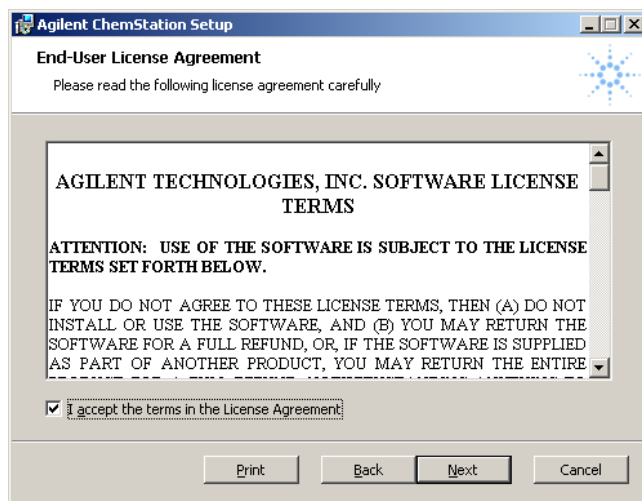 Agilent ChemStation Setup
End-User License Agreement
Please read the following license agreement carefully
AGILENT TECHNOLOGIES, INC. SOFTWARE LICENSE
TERMS
ATTENTION: USE OF THE SOFTWARE IS SUBJECT TO THE LICENSE
TERMS SET FORTH BELOW.
IF YOU DO NOT AGREE TO THESE LICENSE TERMS, THEN (A) DO NOT
INSTALL OR USE THE SOFTWARE, AND (B) YOU MAY RETURN THE
SOFTWARE FOR A FULL REFUND, OR, IF THE SOFTWARE IS SUPPLIED
AS PART OF ANOTHER PRODUCT, YOU MAY RETURN THE ENTIRE
I accept the terms in the License Agreement
Print Back Next Cancel